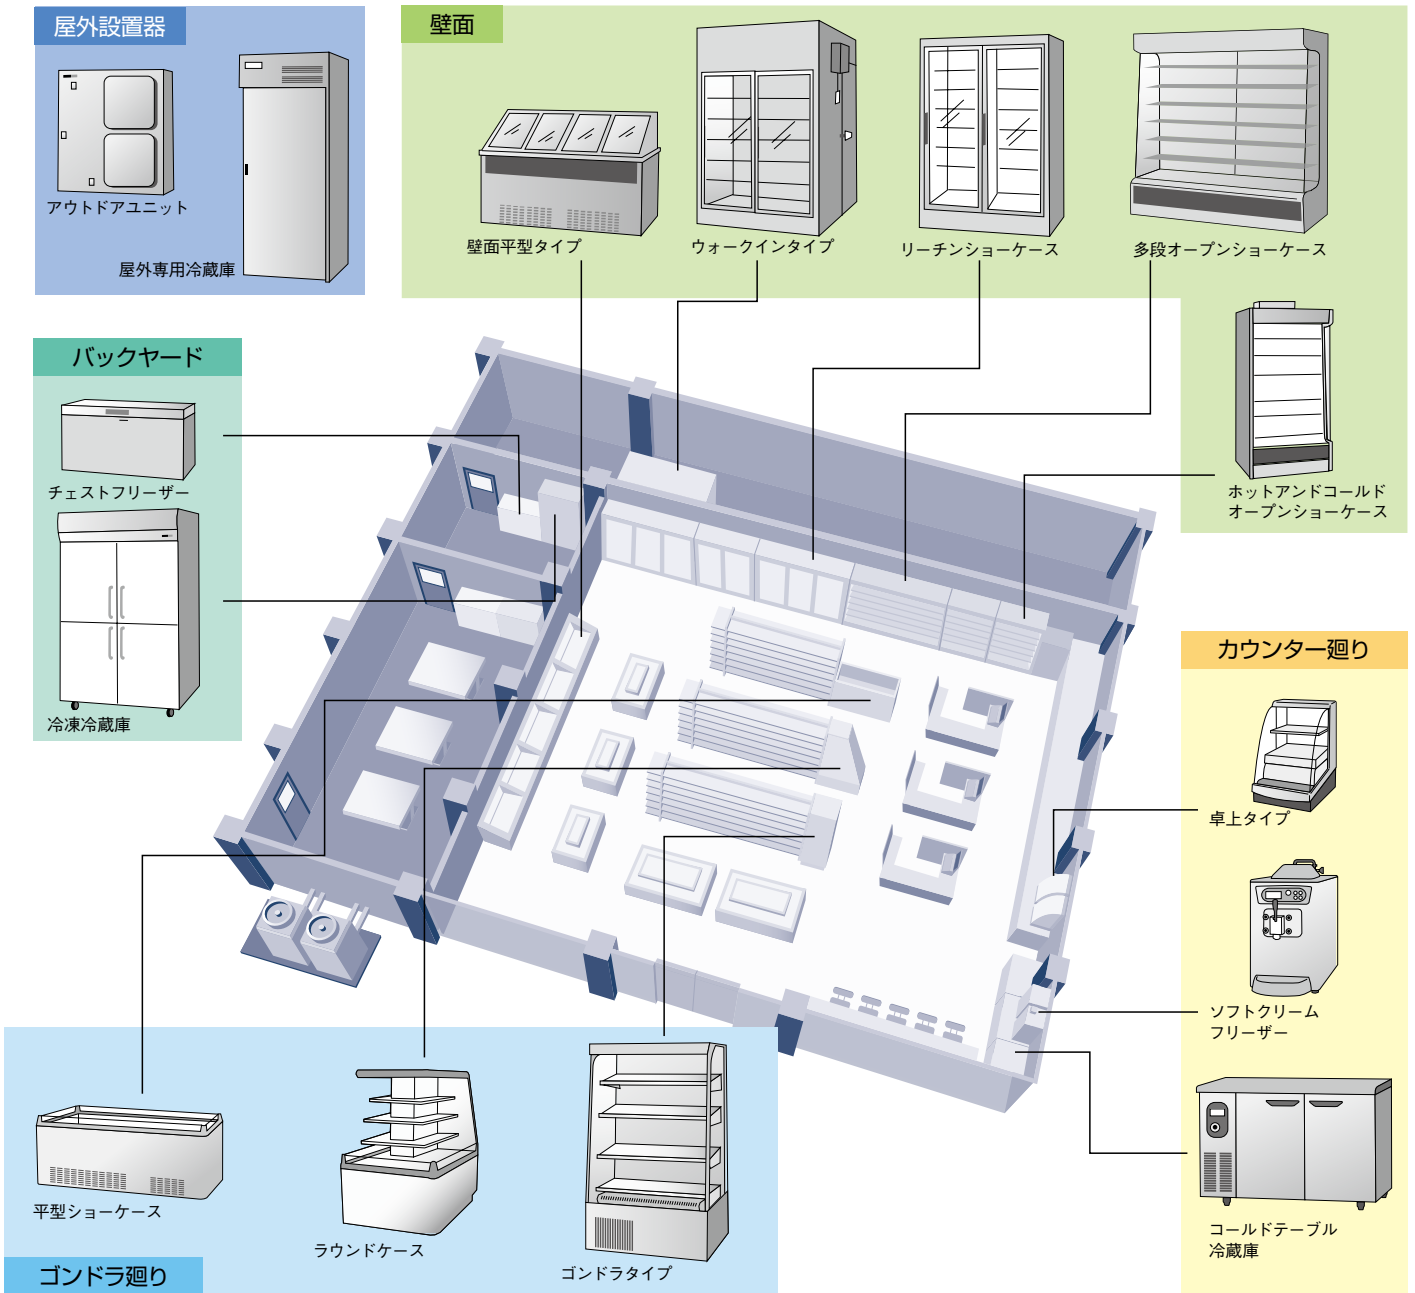 屋外設置器
アウトドアユニット
屋外専用冷蔵庫
壁面
壁面平型タイプ
ウォークインタイプ
リーチンショーケース
多段オープンショーケース
ホットアンドコールド
オープンショーケース
バックヤード
チェストフリーザー
冷凍冷蔵庫
カウンター廻り
卓上タイプ
ソフトクリーム
フリーザー
コールドテーブル
冷蔵庫
平型ショーケース
ラウンドケース
ゴンドラタイプ
ゴンドラ廻り